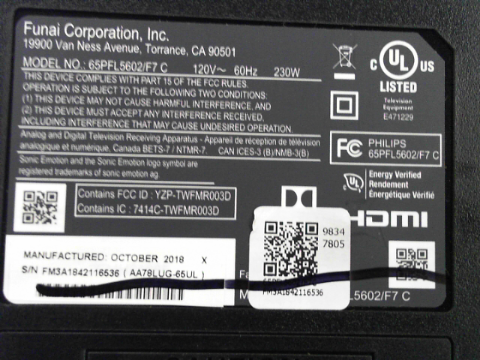 Funai Corporation, Inc.
19900 Van Ness Avenue, Torrance, CA 90501
MODEL NO.: 65PFL5602/F7 C 120V~ 60Hz 230W
THIS DEVICE COMPLIES WITH PART 15 OF THE FCC RULES.
OPERATION IS SUBJECT TO THE FOLLOWING TWO CONDITIONS:
(1) THIS DEVICE MAY NOT CAUSE HARMFUL INTERFERENCE, AND
(2) THIS DEVICE MUST ACCEPT ANY INTERFERENCE RECEIVED,
INCLUDING INTERFERENCE THAT MAY CAUSE UNDESIRED OPERATION
Analog and Digital Television Receiving Apparatus - Appareil de réception de télévision
analogique et numérique, Canada BETS-7 / NTMR-7. CAN ICES-3 (B)/NMB-3(B)
Sonic Emotion and the Sonic Emotion logo symbol are
registered trademarks of sonic emotion ag.
C UL US
LISTED
Television
Equipment
E471229
FC PHILIPS
65PFL5602/F7 C
UL Energy Verified
Rendement
Énergétique Vérifié
Contains FCC ID : YZP-TWFMR003D
Contains IC : 7414C-TWFMR003D
HDMI
9834
7805
MANUFACTURED: OCTOBER 2018 X
S/N FM3A1842116536 ( AA78LUG-65UL )
FM3A1842116536
FL5602/F7 C